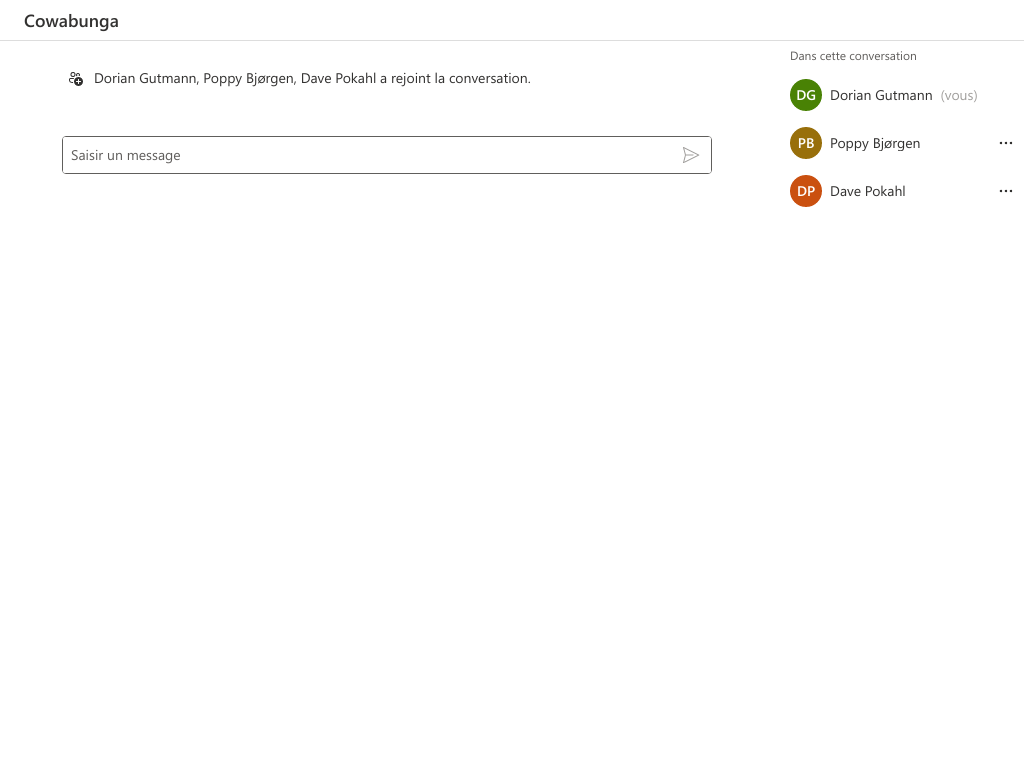 Cowabunga
Dorian Gutmann, Poppy Bjørgen, Dave Pokahl a rejoint la conversation.
Saisir un message
Dans cette conversation
DG Dorian Gutmann (vous)
PB Poppy Bjørgen
DP Dave Pokahl